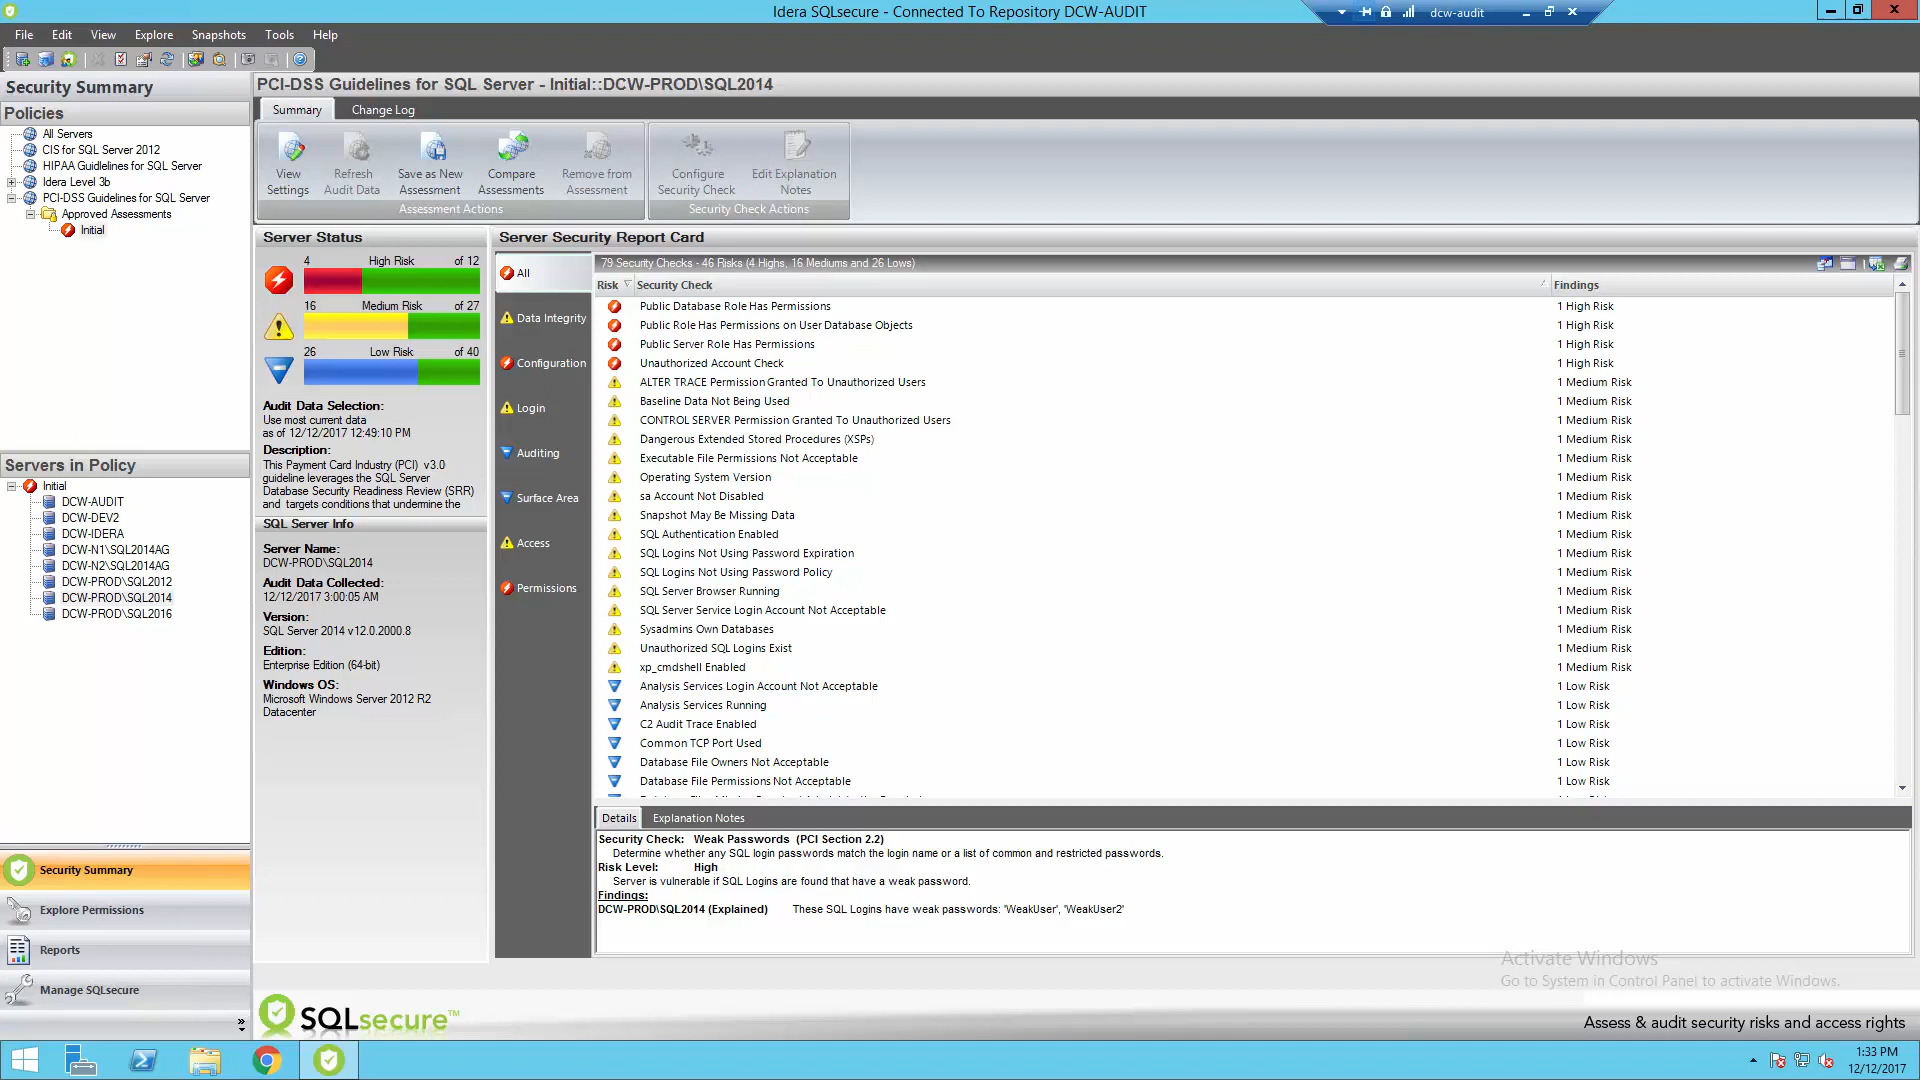 Idera SQLsecure - Connected To Repository DCW-AUDIT
dcw-audit
File Edit View Explore Snapshots Tools Help
Security Summary
Policies
All Servers
CIS for SQL Server 2012
HIPAA Guidlelines for SQL Server
Idera Level 3b
PCI-DSS Guidelines for SQL Server
Approved Assessments
Initial
Servers in Policy
Initial
DCW-AUDIT
DCW-DEV2
DCW-IDERA
DCW-N1\SQL2014AG
DCW-N2\SQL2014AG
DCW-PROD\SQL2012
DCW-PROD\SQL2014
DCW-PROD\SQL2016
Security Summary
Explore Permissions
Reports
Manage SQLsecure
PCI-DSS Guidelines for SQL Server - Initial::DCW-PROD\SQL2014
Summary Change Log
View Settings
Refresh Audit Data
Save as New Assessment
Compare Assessments
Remove from Assessment
Assessment Actions
Configure Security Check
Edit Explanation Notes
Security Check Actions
Server Status
4 High Risk of 12
16 Medium Risk of 27
26 Low Risk of 40
Audit Data Selection:
Use most current data
as of 12/12/2017 12:49:10 PM
Description:
This Payment Card Industry (PCI) v3.0
guideline leverages the SQL Server
Database Security Readiness Review (SRR)
and targets conditions that undermine the
SQL Server Info
Server Name:
DCW-PROD\SQL2014
Audit Data Collected:
12/12/2017 3:00:05 AM
Version:
SQL Server 2014 v12.0.2000.8
Edition:
Enterprise Edition (64-bit)
Windows OS:
Microsoft Windows Server 2012 R2
Datacenter
Server Security Report Card
All
Data Integrity
Configuration
Login
Auditing
Surface Area
Access
Permissions
79 Security Checks - 46 Risks (4 Highs, 16 Mediums and 26 Lows)
Risk Security Check Findings
Public Database Role Has Permissions 1 High Risk
Public Role Has Permissions on User Database Objects 1 High Risk
Public Server Role Has Permissions 1 High Risk
Unauthorized Account Check 1 High Risk
ALTER TRACE Permission Granted To Unauthorized Users 1 Medium Risk
Baseline Data Not Being Used 1 Medium Risk
CONTROL SERVER Permission Granted To Unauthorized Users 1 Medium Risk
Dangerous Extended Stored Procedures (XSPs) 1 Medium Risk
Executable File Permissions Not Acceptable 1 Medium Risk
Operating System Version 1 Medium Risk
sa Account Not Disabled 1 Medium Risk
Snapshot May Be Missing Data 1 Medium Risk
SQL Authentication Enabled 1 Medium Risk
SQL Logins Not Using Password Expiration 1 Medium Risk
SQL Logins Not Using Password Policy 1 Medium Risk
SQL Server Browser Running 1 Medium Risk
SQL Server Service Login Account Not Acceptable 1 Medium Risk
Sysadmins Own Databases 1 Medium Risk
Unauthorized SQL Logins Exist 1 Medium Risk
xp_cmdshell Enabled 1 Medium Risk
Analysis Services Login Account Not Acceptable 1 Low Risk
Analysis Services Running 1 Low Risk
C2 Audit Trace Enabled 1 Low Risk
Common TCP Port Used 1 Low Risk
Database File Owners Not Acceptable 1 Low Risk
Database File Permissions Not Acceptable 1 Low Risk
Details Explanation Notes
Security Check: Weak Passwords (PCI Section 2.2)
Determine whether any SQL login passwords match the login name or a list of common and restricted passwords.
Risk Level: High
Server is vulnerable if SQL Logins are found that have a weak password.
Findings:
DCW-PROD\SQL2014 (Explained) These SQL Logins have weak passwords: 'WeakUser', 'WeakUser2'
Activate Windows
Go to System in Control Panel to activate Windows.
SQLsecure™
Assess & audit security risks and access rights
1:33 PM
12/12/2017